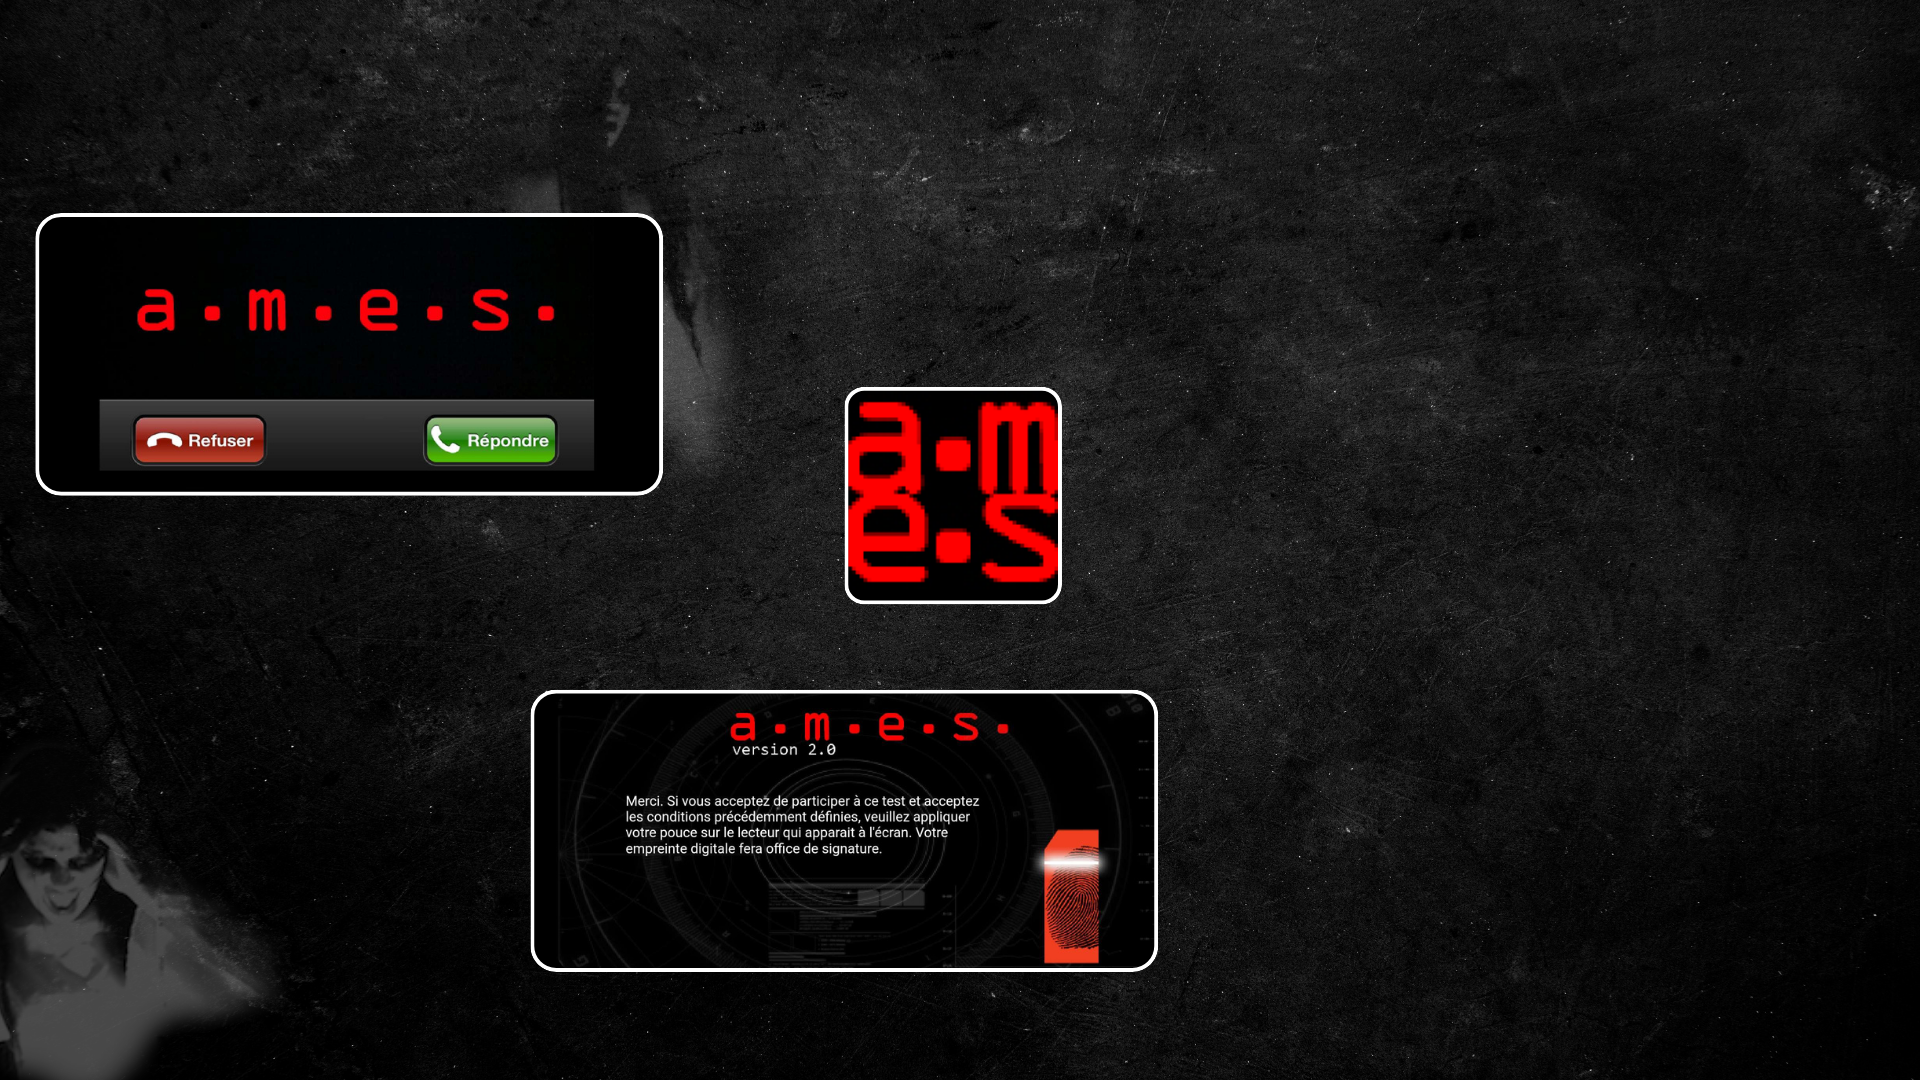 a.m.e.s.
Refuser
Répondre
a.m
e.s
a.m.e.s.
version 2.0
Merci. Si vous acceptez de participer à ce test et acceptez
les conditions précédemment définies, veuillez appliquer
votre pouce sur le lecteur qui apparait à l'écran. Votre
empreinte digitale fera office de signature.